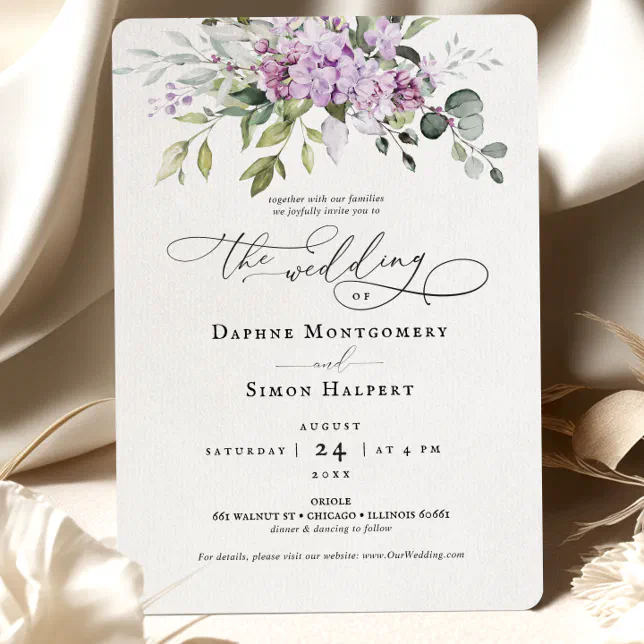 together with our families
we joyfully invite you to
the wedding
OF
DAPHNE MONTGOMERY
and
SIMON HALPERT
AUGUST
SATURDAY | 24 | AT 4 PM
20XX
ORIOLE
661 WALNUT ST • CHICAGO • ILLINOIS 60661
dinner & dancing to follow
For details, please visit our website: www.OurWedding.com